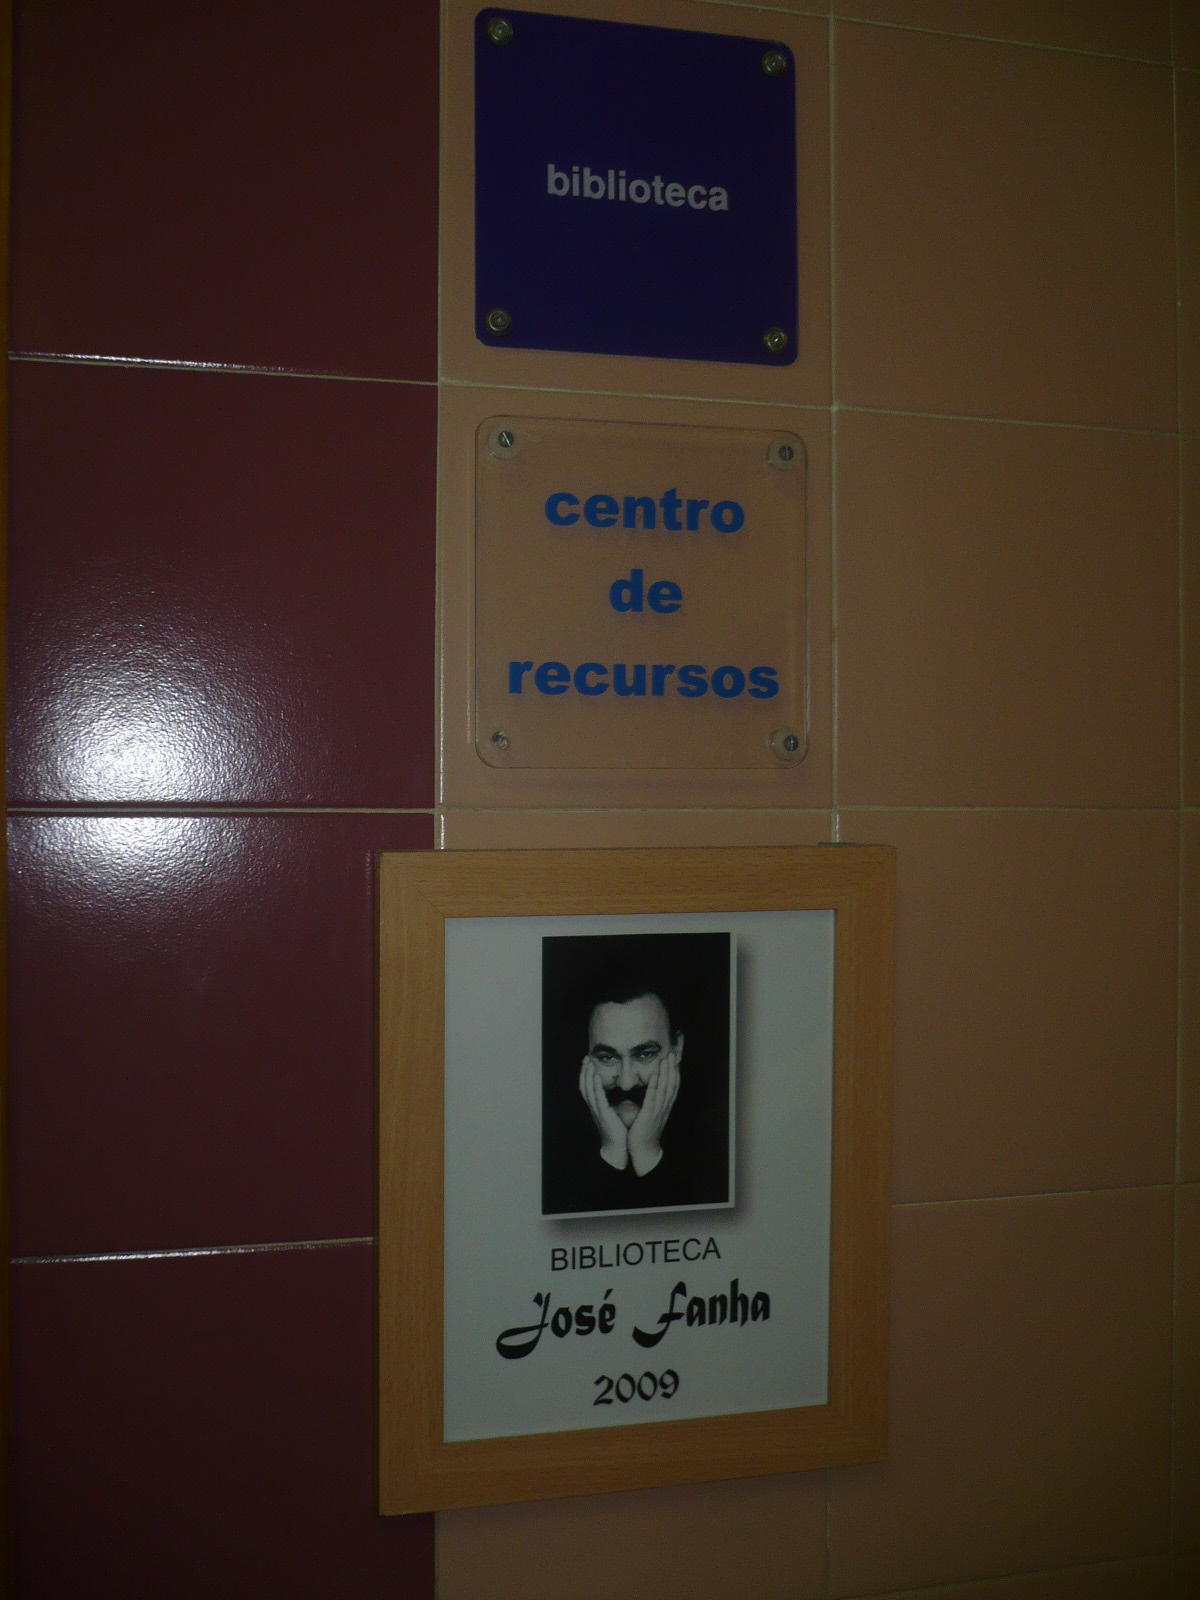 biblioteca
centro
de
recursos
BIBLIOTECA
José Fanha
2009